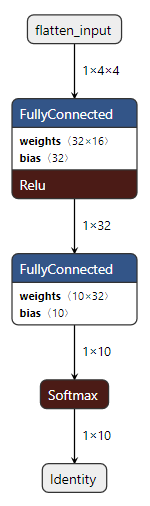 flatten_input
1×4×4
FullyConnected
weights ⟨32×16⟩
bias ⟨32⟩
Relu
1×32
FullyConnected
weights ⟨10×32⟩
bias ⟨10⟩
1×10
Softmax
1×10
Identity